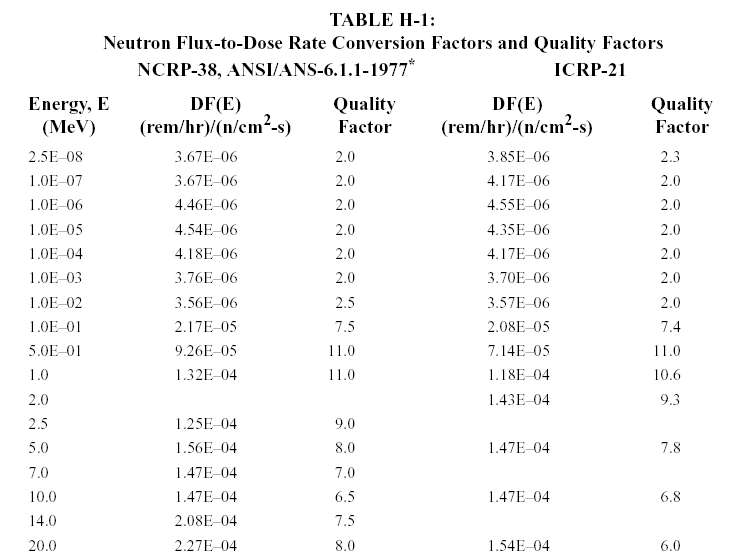 TABLE H-1:
Neutron Flux-to-Dose Rate Conversion Factors and Quality Factors
NCRP-38, ANSI/ANS-6.1.1-1977* ICRP-21
Energy, E DF(E) Quality DF(E) Quality
(MeV) (rem/hr)/(n/cm2-s) Factor (rem/hr)/(n/cm2-s) Factor
2.5E–08 3.67E–06 2.0 3.85E–06 2.3
1.0E–07 3.67E–06 2.0 4.17E–06 2.0
1.0E–06 4.46E–06 2.0 4.55E–06 2.0
1.0E–05 4.54E–06 2.0 4.35E–06 2.0
1.0E–04 4.18E–06 2.0 4.17E–06 2.0
1.0E–03 3.76E–06 2.0 3.70E–06 2.0
1.0E–02 3.56E–06 2.5 3.57E–06 2.0
1.0E–01 2.17E–05 7.5 2.08E–05 7.4
5.0E–01 9.26E–05 11.0 7.14E–05 11.0
1.0 1.32E–04 11.0 1.18E–04 10.6
2.0 1.43E–04 9.3
2.5 1.25E–04 9.0
5.0 1.56E–04 8.0 1.47E–04 7.8
7.0 1.47E–04 7.0
10.0 1.47E–04 6.5 1.47E–04 6.8
14.0 2.08E–04 7.5
20.0 2.27E–04 8.0 1.54E–04 6.0